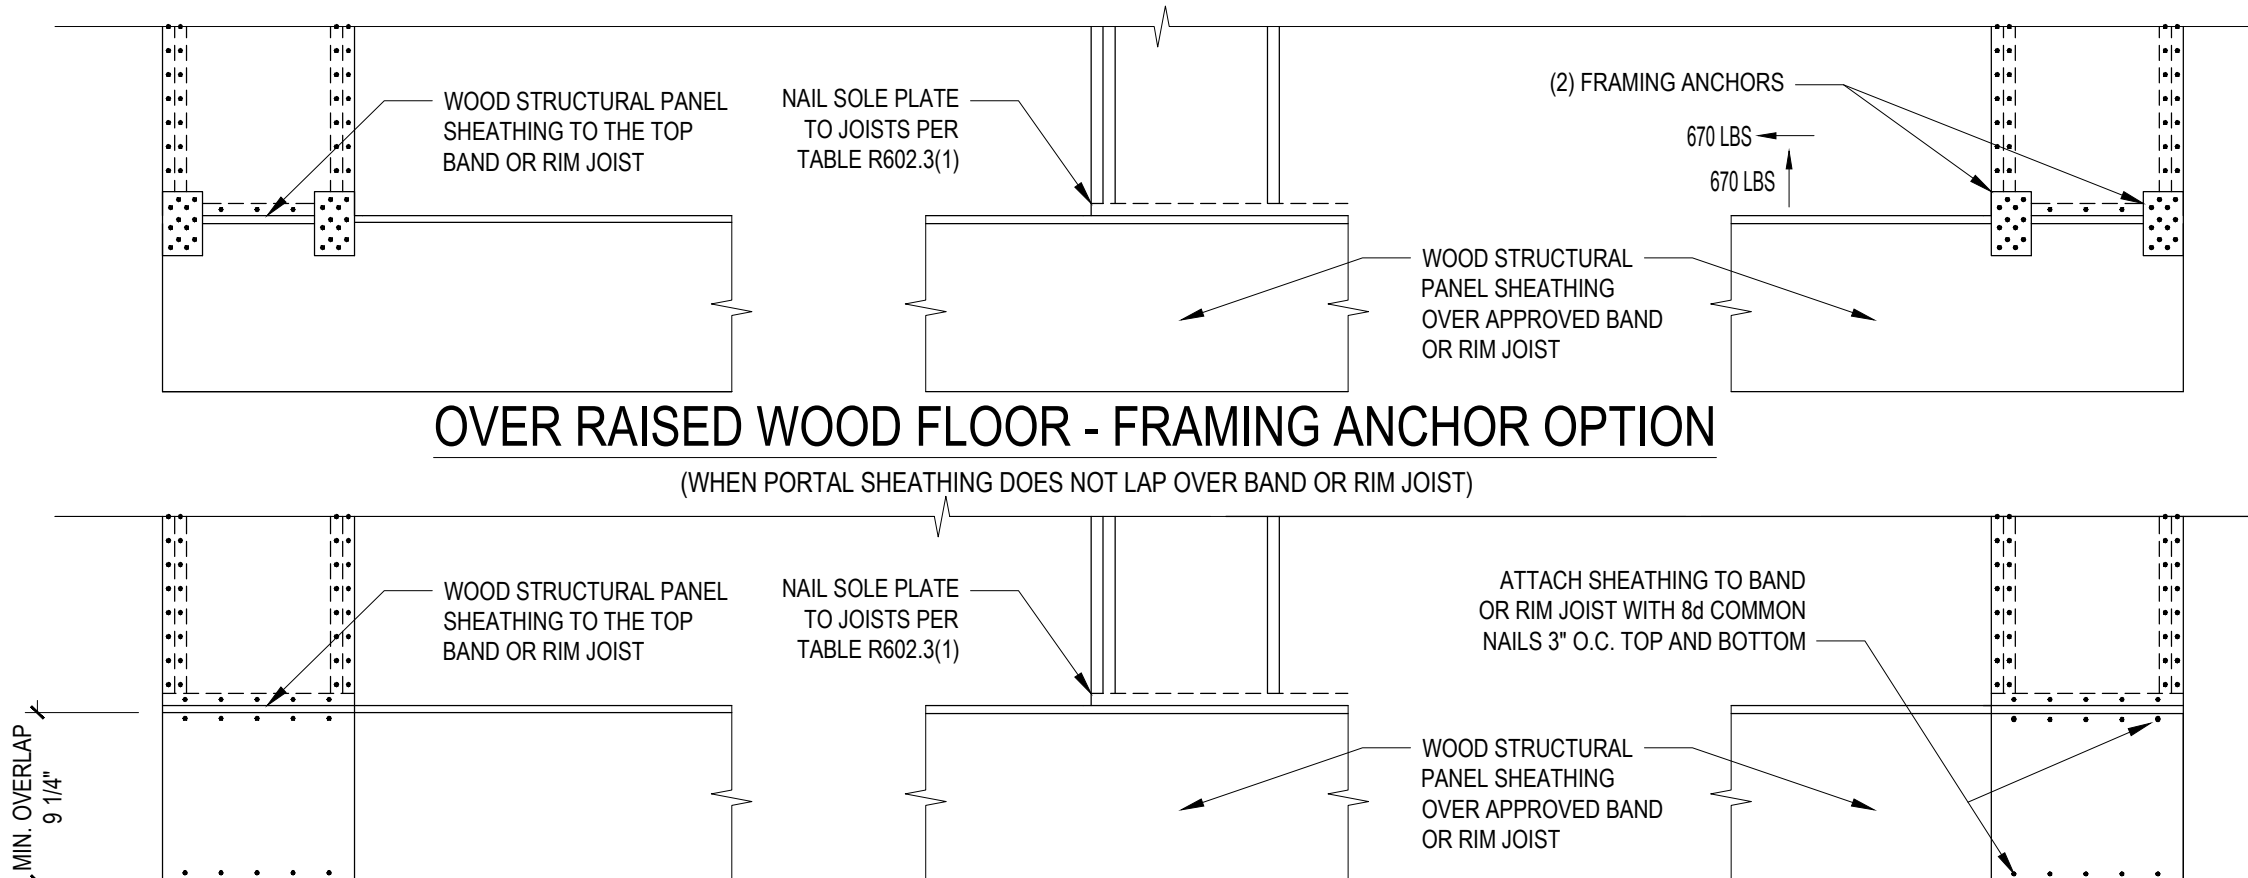 WOOD STRUCTURAL PANEL
SHEATHING TO THE TOP
BAND OR RIM JOIST
NAIL SOLE PLATE
TO JOISTS PER
TABLE R602.3(1)
(2) FRAMING ANCHORS
670 LBS
670 LBS
WOOD STRUCTURAL
PANEL SHEATHING
OVER APPROVED BAND
OR RIM JOIST
OVER RAISED WOOD FLOOR - FRAMING ANCHOR OPTION
(WHEN PORTAL SHEATHING DOES NOT LAP OVER BAND OR RIM JOIST)
WOOD STRUCTURAL PANEL
SHEATHING TO THE TOP
BAND OR RIM JOIST
NAIL SOLE PLATE
TO JOISTS PER
TABLE R602.3(1)
ATTACH SHEATHING TO BAND
OR RIM JOIST WITH 8d COMMON
NAILS 3" O.C. TOP AND BOTTOM
MIN. OVERLAP
9 1/4"
WOOD STRUCTURAL
PANEL SHEATHING
OVER APPROVED BAND
OR RIM JOIST